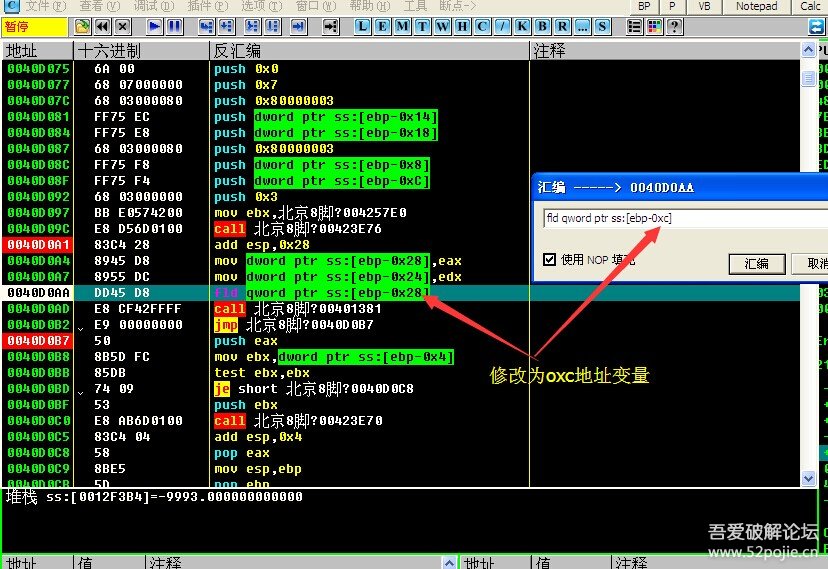 文件(F) 查看(V) 调试(D) 插件(P) 选项(T) 窗口(W) 帮助(H) 工具 断点-> BP P VB Notepad Calc
暂停 L E M T W H C / K B R ... S
地址 十六进制 反汇编 注释
0040D075 6A 00 push 0x0
0040D077 68 07000000 push 0x7
0040D07C 68 03000080 push 0x80000003
0040D081 FF75 EC push dword ptr ss:[ebp-0x14]
0040D084 FF75 E8 push dword ptr ss:[ebp-0x18]
0040D087 68 03000080 push 0x80000003
0040D08C FF75 F8 push dword ptr ss:[ebp-0x8]
0040D08F FF75 F4 push dword ptr ss:[ebp-0xC]
0040D092 68 03000000 push 0x3
0040D097 BB E0574200 mov ebx,北京8脚?004257E0
0040D09C E8 D56D0100 call 北京8脚?00423E76
0040D0A1 83C4 28 add esp,0x28
0040D0A4 8945 D8 mov dword ptr ss:[ebp-0x28],eax
0040D0A7 8955 DC mov dword ptr ss:[ebp-0x24],edx
0040D0AA DD45 D8 fld qword ptr ss:[ebp-0x28]
0040D0AD E8 CF42FFFF call 北京8脚?00401381
0040D0B2 E9 00000000 jmp 北京8脚?0040D0B7
0040D0B7 50 push eax
0040D0B8 8B5D FC mov ebx,dword ptr ss:[ebp-0x4]
0040D0BB 85DB test ebx,ebx
0040D0BD 74 09 je short 北京8脚?0040D0C8
0040D0BF 53 push ebx
0040D0C0 E8 AB6D0100 call 北京8脚?00423E70
0040D0C5 83C4 04 add esp,0x4
0040D0C8 58 pop eax
0040D0C9 8BE5 mov esp,ebp
0040D0CB 5D pop ebp
汇编 -----> 0040D0AA
fld qword ptr ss:[ebp-0xc]
使用 NOP 填充
汇编 取消
修改为oxc地址变量
堆栈 ss:[0012F3B4]=-9993.000000000000
吾爱破解论坛
www.52pojie.cn
地址 值 注释 地址 值 注释